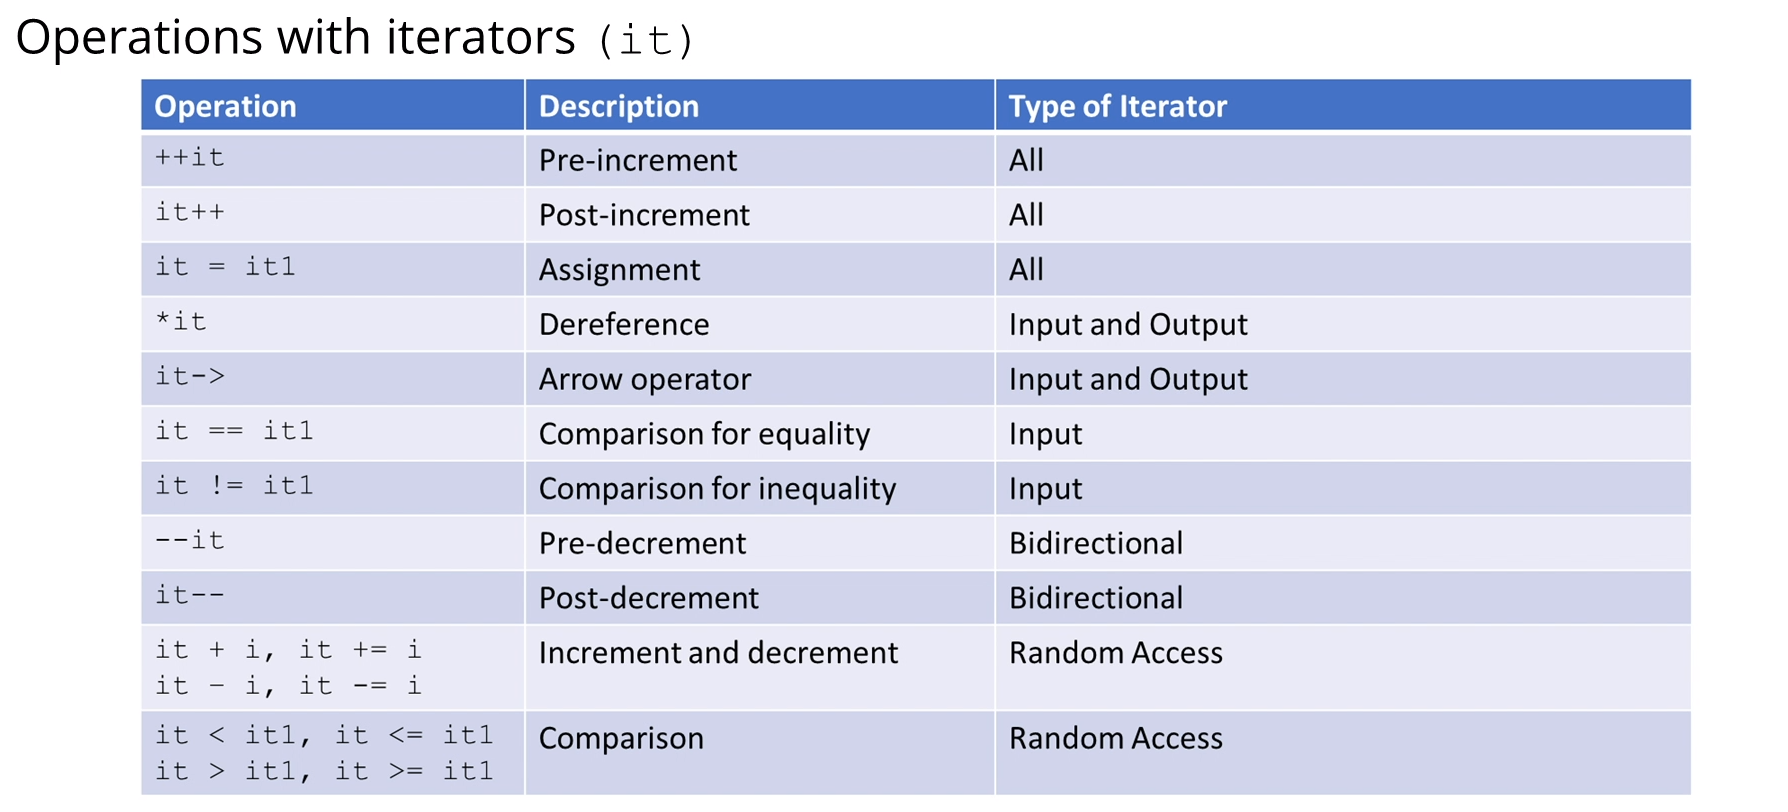 Operations with iterators (it)
Operation Description Type of Iterator
++it Pre-increment All
it++ Post-increment All
it = it1 Assignment All
*it Dereference Input and Output
it-> Arrow operator Input and Output
it == it1 Comparison for equality Input
it != it1 Comparison for inequality Input
--it Pre-decrement Bidirectional
it-- Post-decrement Bidirectional
it + i, it += i Increment and decrement Random Access
it - i, it -= i
it < it1, it <= it1 Comparison Random Access
it > it1, it >= it1